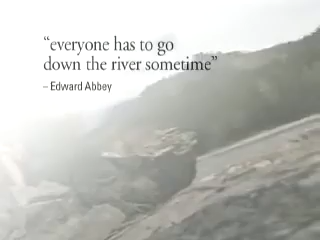 “everyone has to go
down the river sometime”
– Edward Abbey